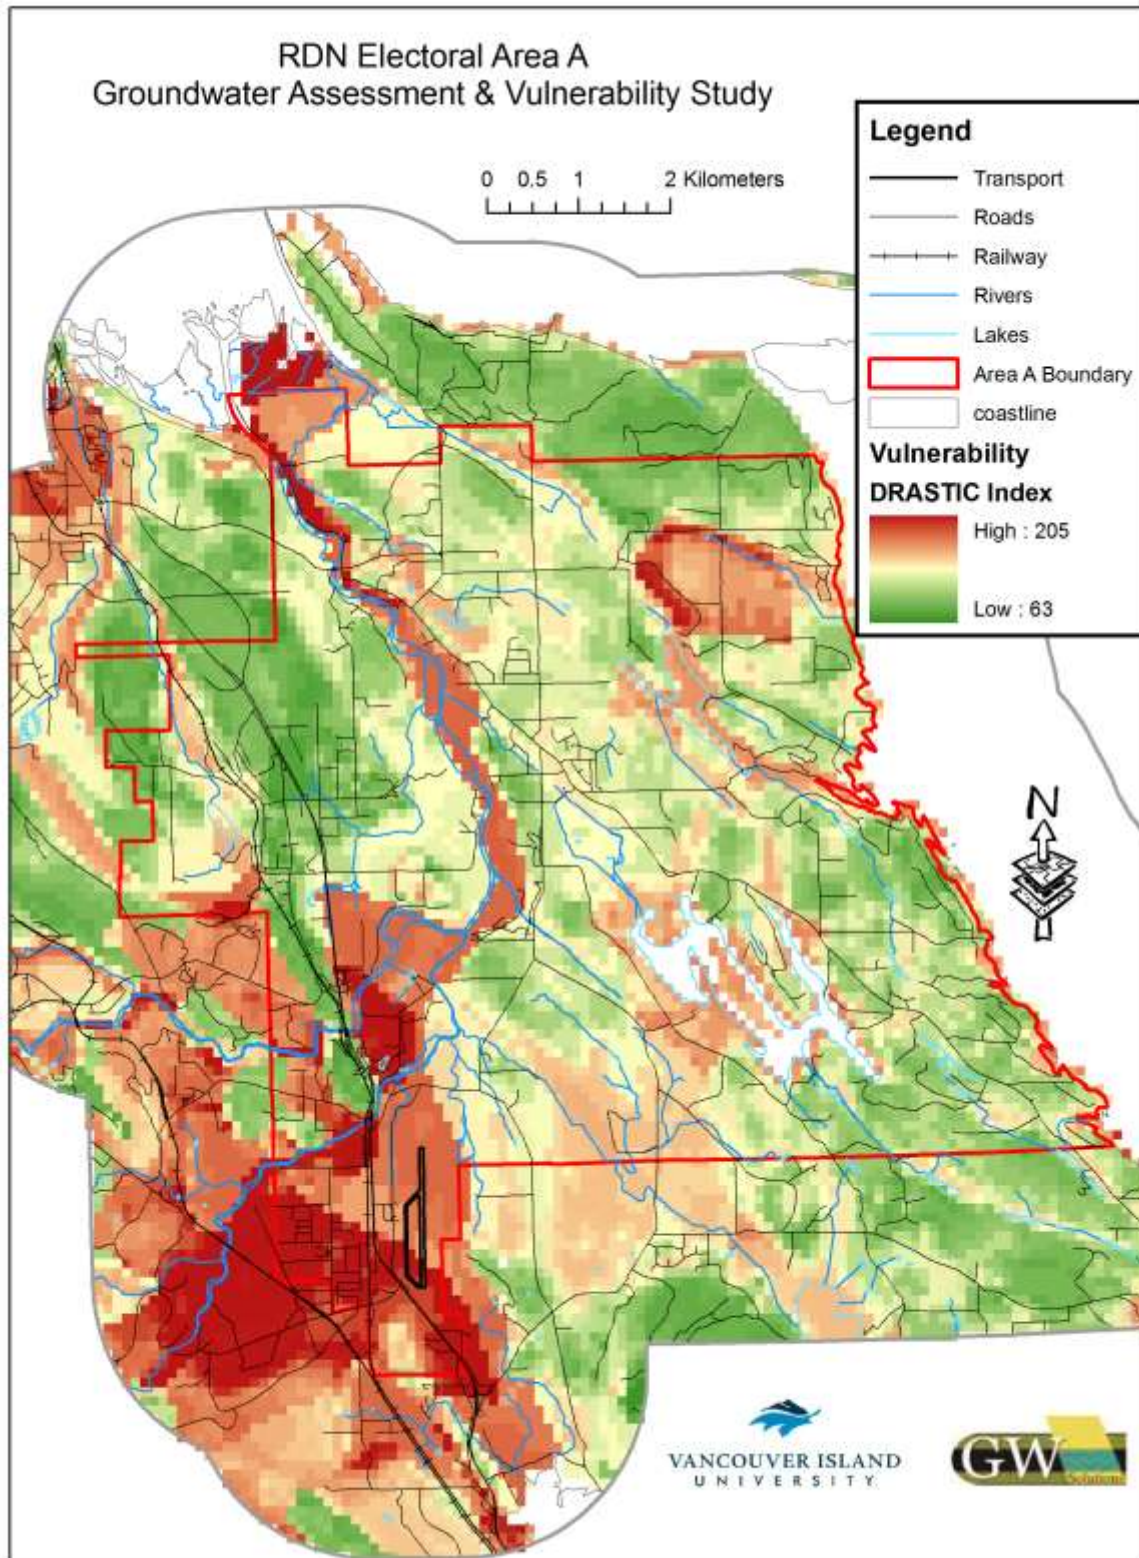 RDN Electoral Area A
Groundwater Assessment & Vulnerability Study
0 0.5 1 2 Kilometers
Legend
Transport
Roads
Railway
Rivers
Lakes
Area A Boundary
coastline
Vulnerability
DRASTIC Index
High : 205
Low : 63
N
VANCOUVER ISLAND
UNIVERSITY
GW
Solutions